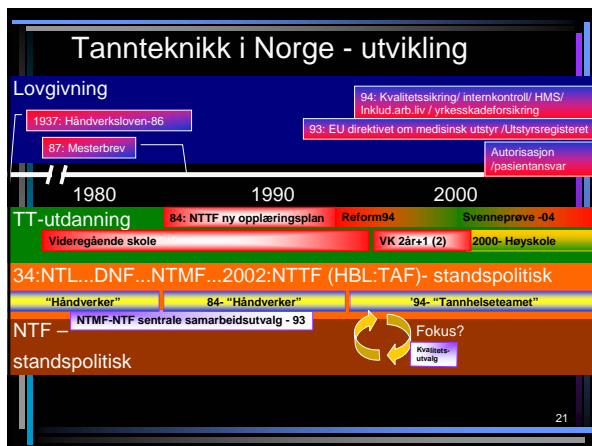 Tannteknikk i Norge - utvikling
Lovgivning
94: Kvalitetssikring/ internkontroll/ HMS/
Inklud.arb.liv / yrkesskadeforsikring
1937: Håndverksloven-86
93: EU direktivet om medisinsk utstyr /Utstyrsregisteret
87: Mesterbrev
Autorisasjon
/pasientansvar
1980 1990 2000
TT-utdanning
84: NTTF ny opplæringsplan
Reform94
Svenneprøve -04
Videregående skole
VK 2år+1 (2)
2000- Høyskole
34:NTL...DNF...NTMF...2002:NTTF (HBL:TAF)- standspolitisk
“Håndverker”
84- “Håndverker”
’94- “Tannhelseteamet”
NTMF-NTF sentrale samarbeidsutvalg - 93
NTF –
standspolitisk
Fokus?
Kvalitets-
utvalg
21